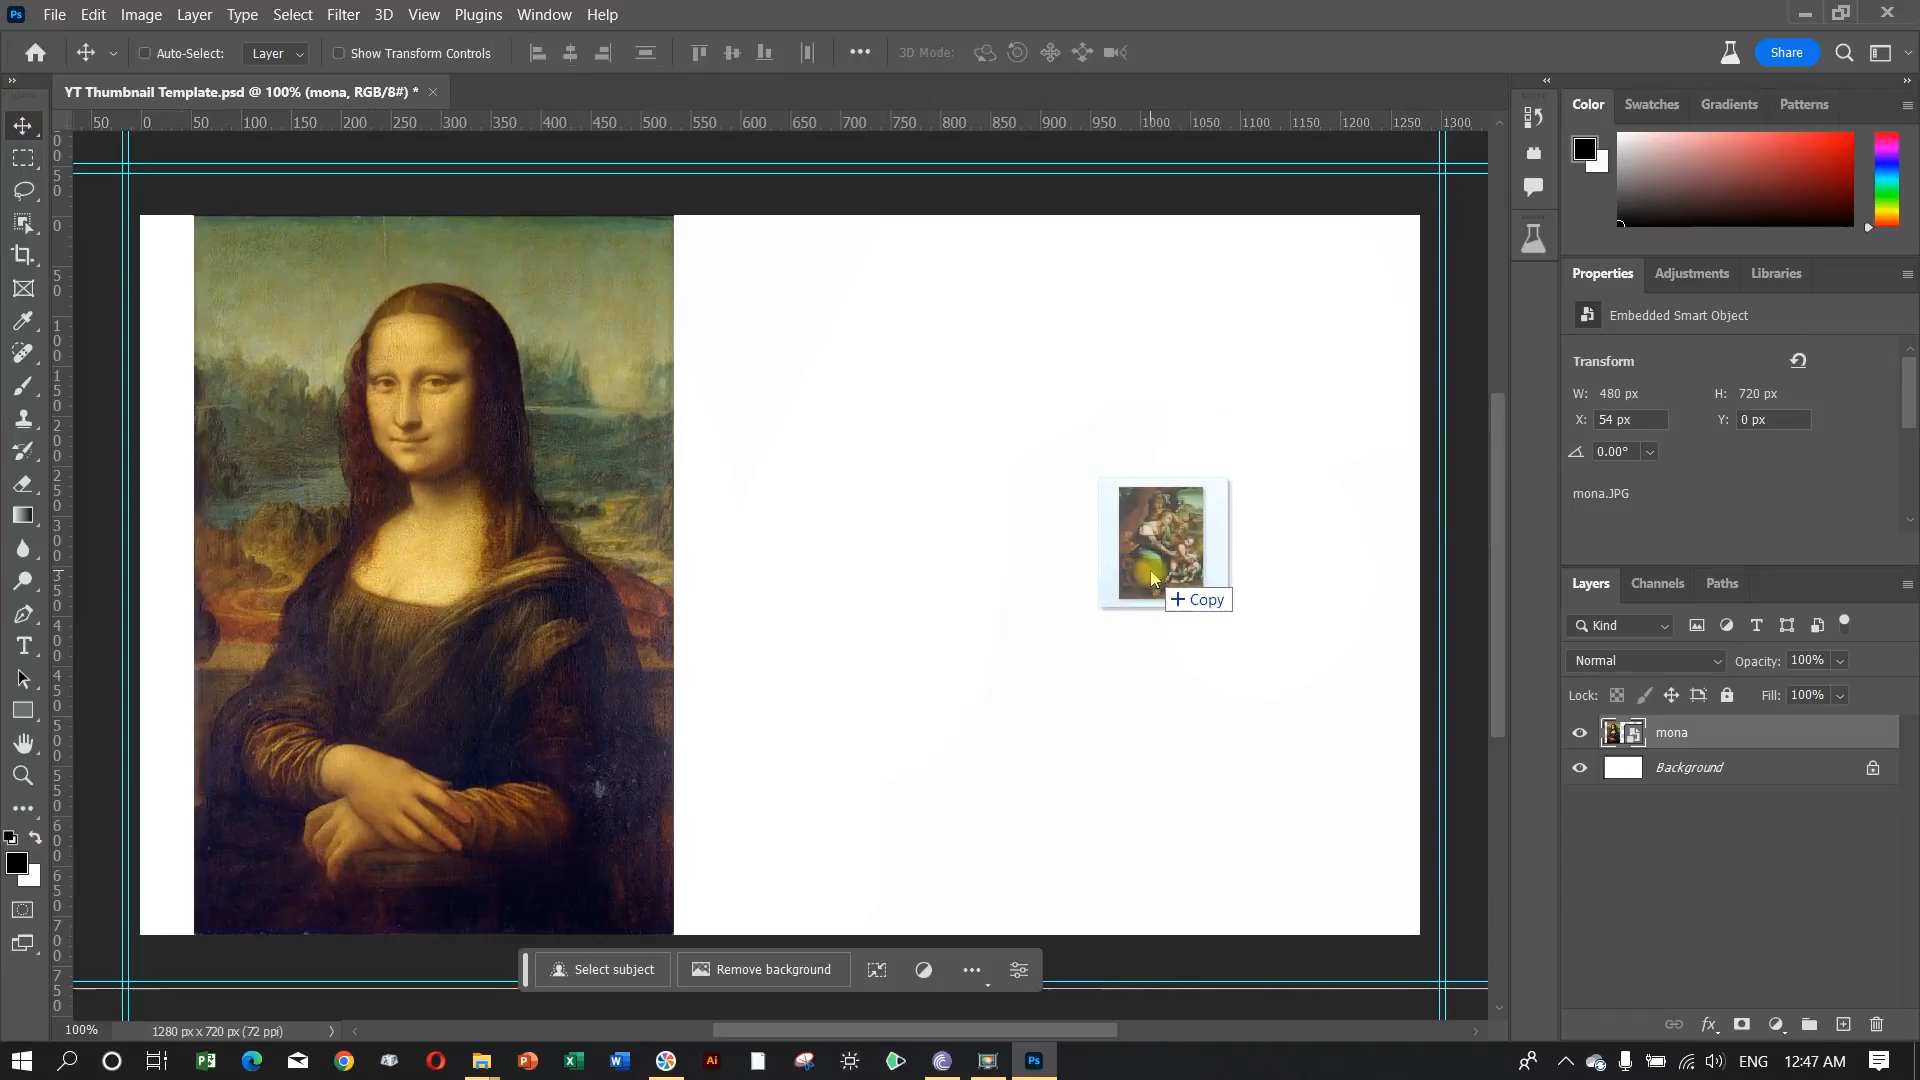 Ps File Edit Image Layer Type Select Filter 3D View Plugins Window Help
Auto-Select: Layer Show Transform Controls 3D Mode: Share
YT Thumbnail Template.psd @ 100% (mona, RGB/8#) *
50 0 50 100 150 200 250 300 350 400 450 500 550 600 650 700 750 800 850 900 950 1000 1050 1100 1150 1200 1250 1300
Color Swatches Gradients Patterns
Properties Adjustments Libraries
Embedded Smart Object
Transform
W: 480 px H: 720 px
X: 54 px Y: 0 px
0.00°
mona.JPG
Copy
Layers Channels Paths
Kind
Normal Opacity: 100%
Lock: Fill: 100%
mona
Background
Select subject Remove background
100% 1280 px x 720 px (72 ppi)
ENG 12:47 AM